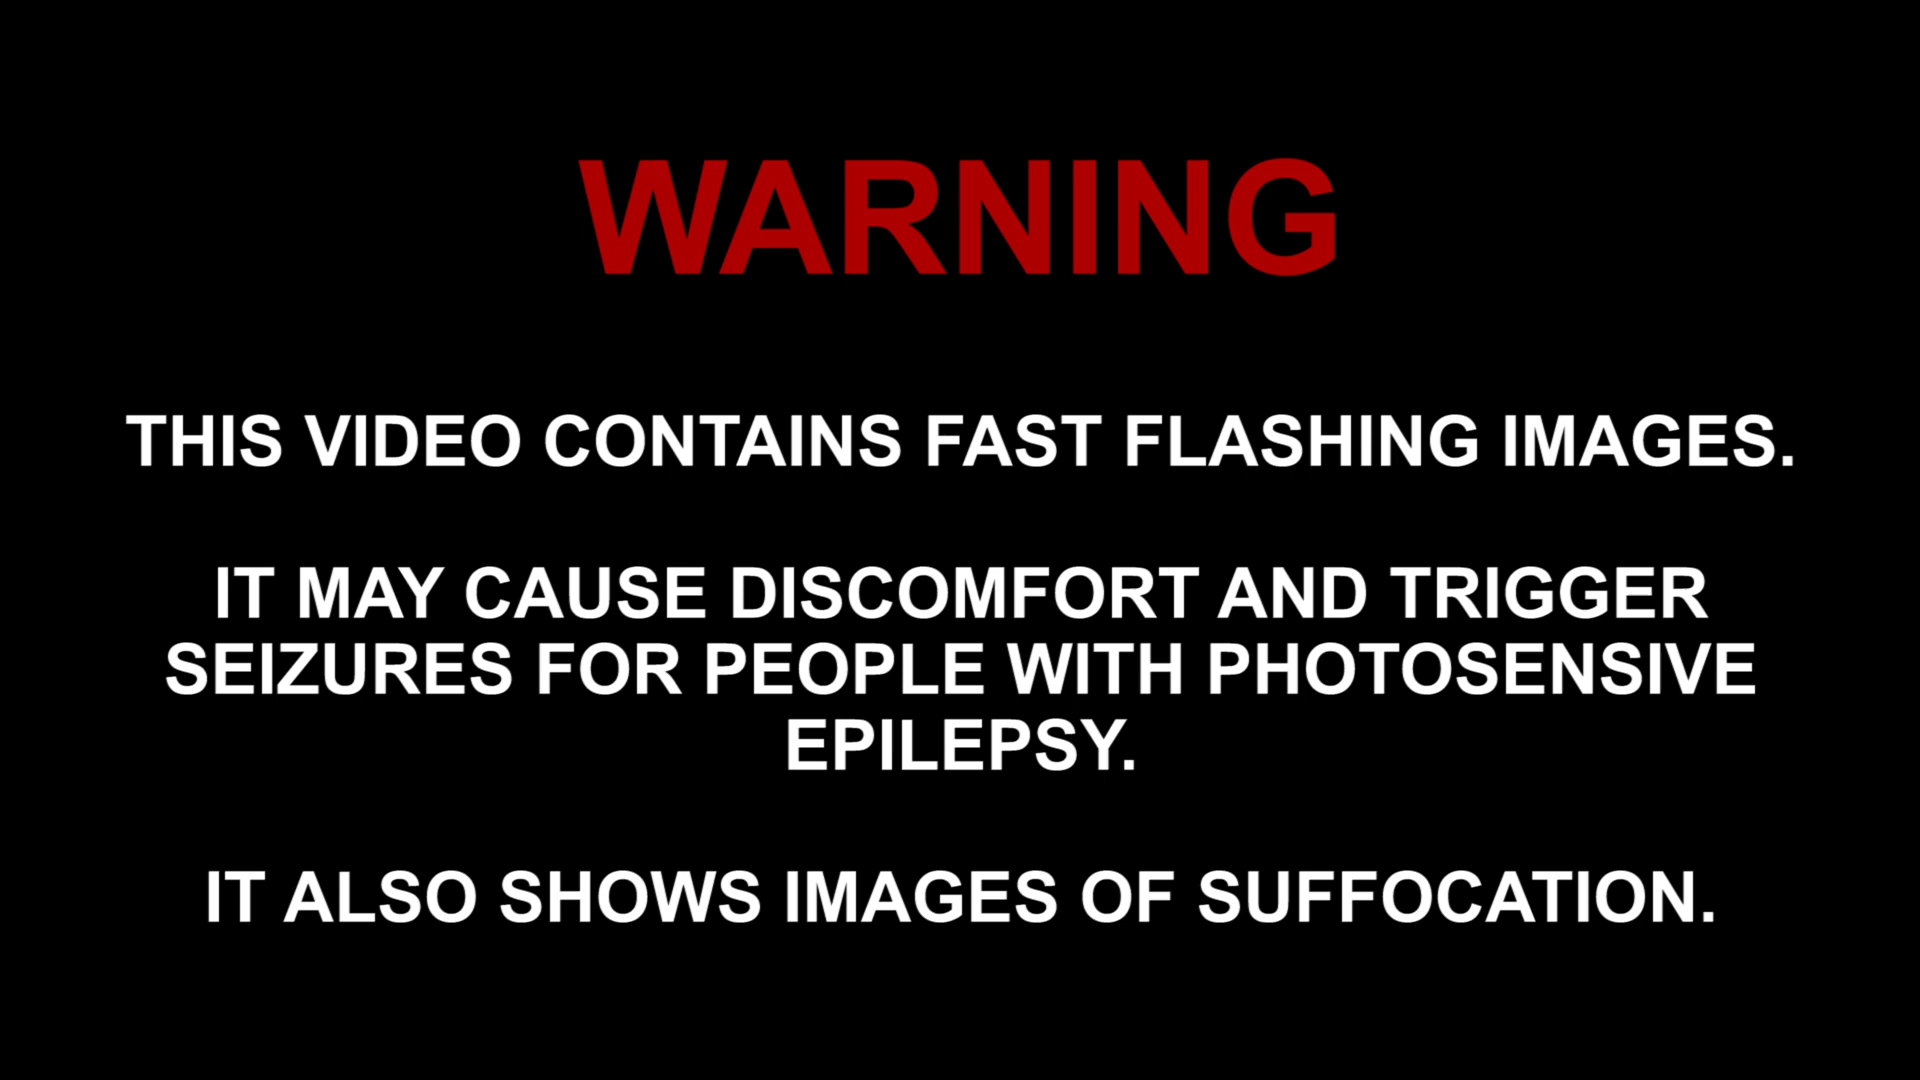 WARNING
THIS VIDEO CONTAINS FAST FLASHING IMAGES.
IT MAY CAUSE DISCOMFORT AND TRIGGER
SEIZURES FOR PEOPLE WITH PHOTOSENSIVE
EPILEPSY.
IT ALSO SHOWS IMAGES OF SUFFOCATION.